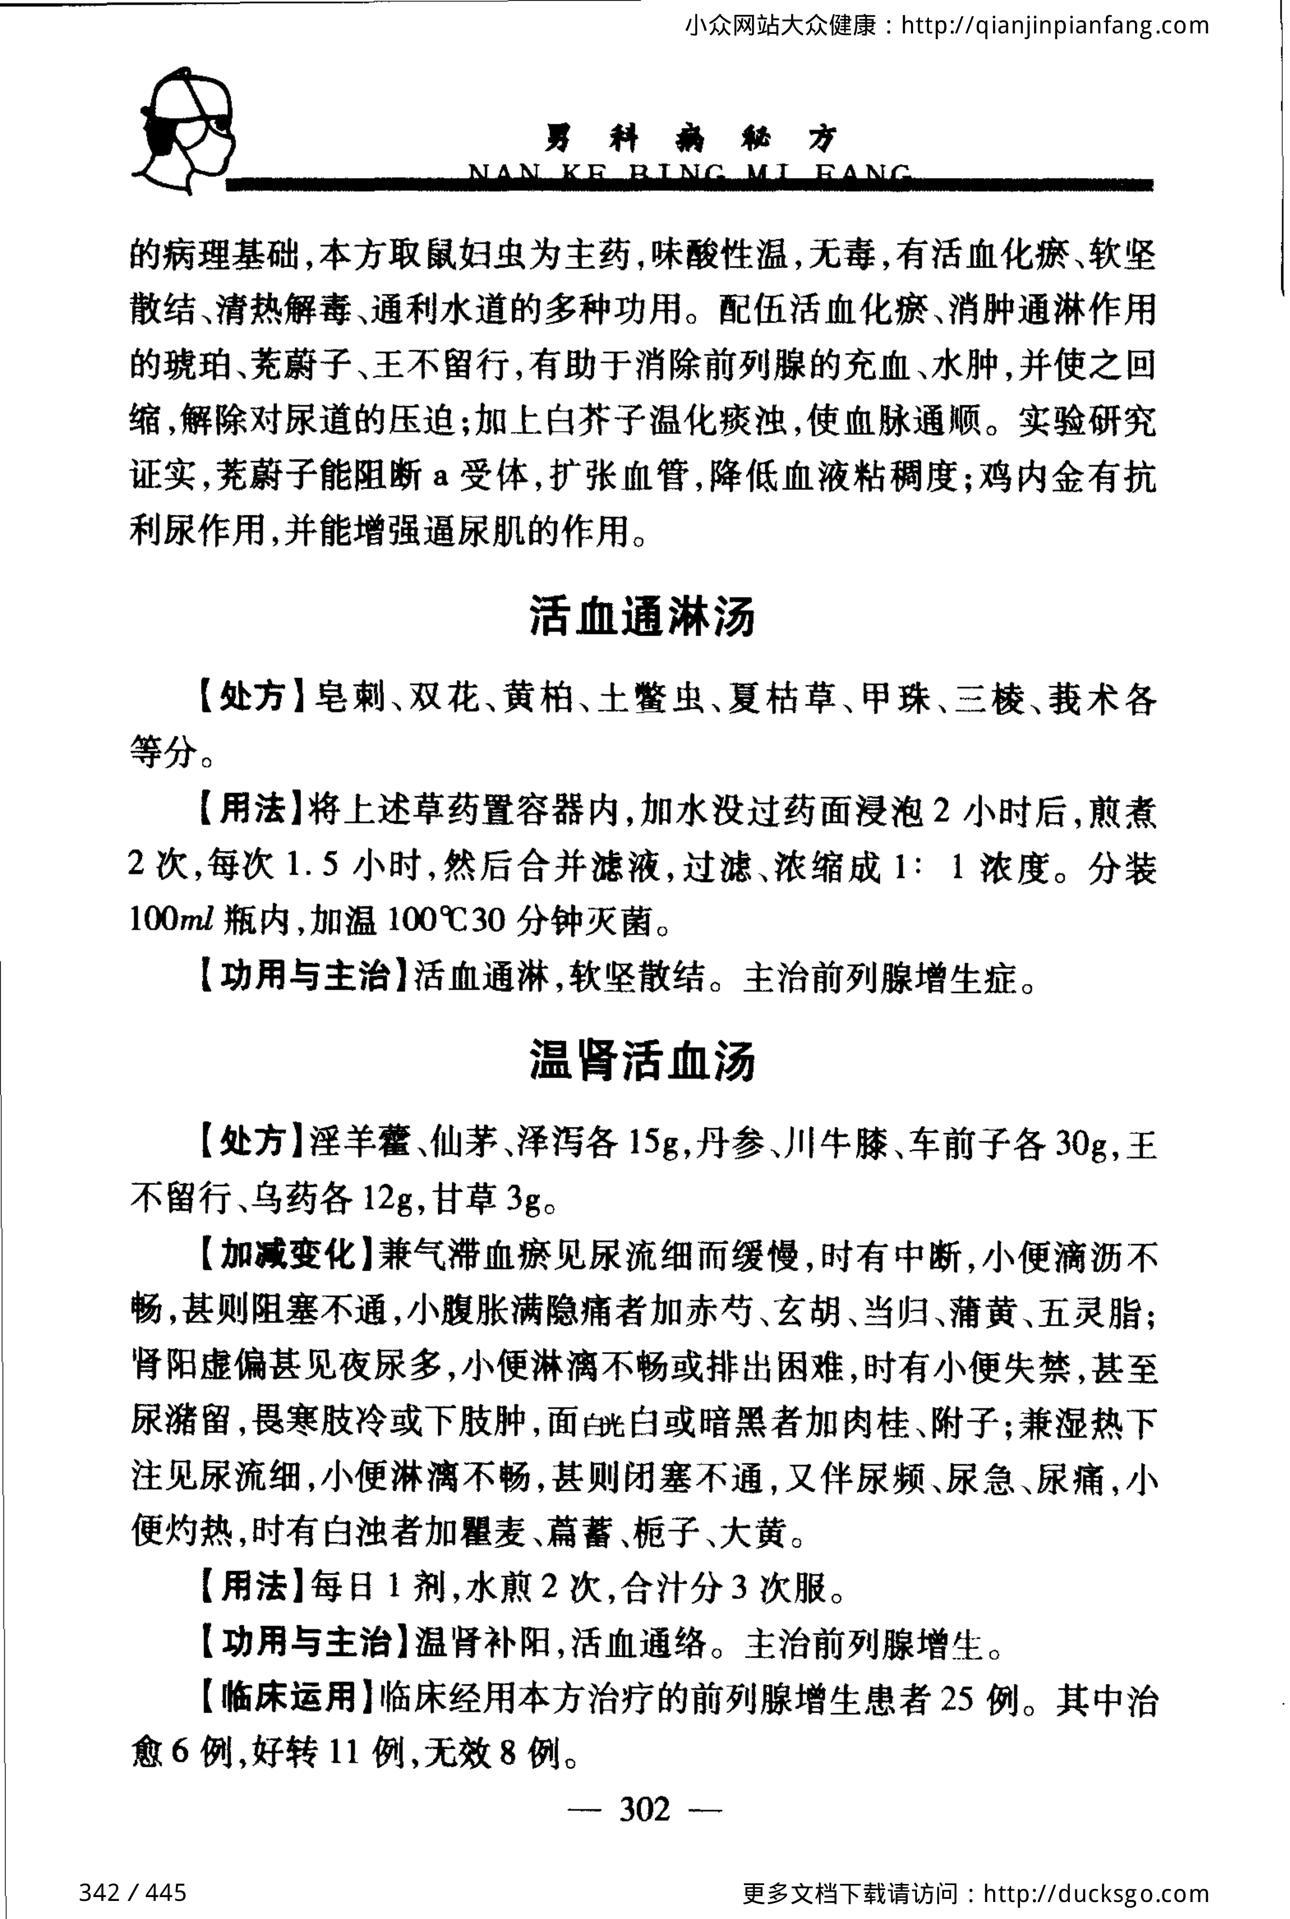 小众网站大众健康：http://qianjinpianfang.com
男科病秘方
NAN KE BING MI FANG
的病理基础,本方取鼠妇虫为主药,味酸性温,无毒,有活血化瘀、软坚
散结、清热解毒、通利水道的多种功用。配伍活血化瘀、消肿通淋作用
的琥珀、茺蔚子、王不留行,有助于消除前列腺的充血、水肿,并使之回
缩,解除对尿道的压迫;加上白芥子温化痰浊,使血脉通顺。实验研究
证实,茺蔚子能阻断 a 受体,扩张血管,降低血液粘稠度;鸡内金有抗
利尿作用,并能增强逼尿肌的作用。
活血通淋汤
【处方】皂刺、双花、黄柏、土鳖虫、夏枯草、甲珠、三棱、莪术各
等分。
【用法】将上述草药置容器内,加水没过药面浸泡 2 小时后,煎煮
2 次,每次 1.5 小时,然后合并滤液,过滤、浓缩成 1: 1 浓度。分装
100ml 瓶内,加温 100℃30 分钟灭菌。
【功用与主治】活血通淋,软坚散结。主治前列腺增生症。
温肾活血汤
【处方】淫羊藿、仙茅、泽泻各 15g,丹参、川牛膝、车前子各 30g,王
不留行、乌药各 12g,甘草 3g。
【加减变化】兼气滞血瘀见尿流细而缓慢,时有中断,小便滴沥不
畅,甚则阻塞不通,小腹胀满隐痛者加赤芍、玄胡、当归、蒲黄、五灵脂;
肾阳虚偏甚见夜尿多,小便淋漓不畅或排出困难,时有小便失禁,甚至
尿潴留,畏寒肢冷或下肢肿,面白光白或暗黑者加肉桂、附子;兼湿热下
注见尿流细,小便淋漓不畅,甚则闭塞不通,又伴尿频、尿急、尿痛,小
便灼热,时有白浊者加瞿麦、萹蓄、栀子、大黄。
【用法】每日 1 剂,水煎 2 次,合汁分 3 次服。
【功用与主治】温肾补阳,活血通络。主治前列腺增生。
【临床运用】临床经用本方治疗的前列腺增生患者 25 例。其中治
愈 6 例,好转 11 例,无效 8 例。
— 302 —
342 / 445
更多文档下载请访问：http://ducksgo.com